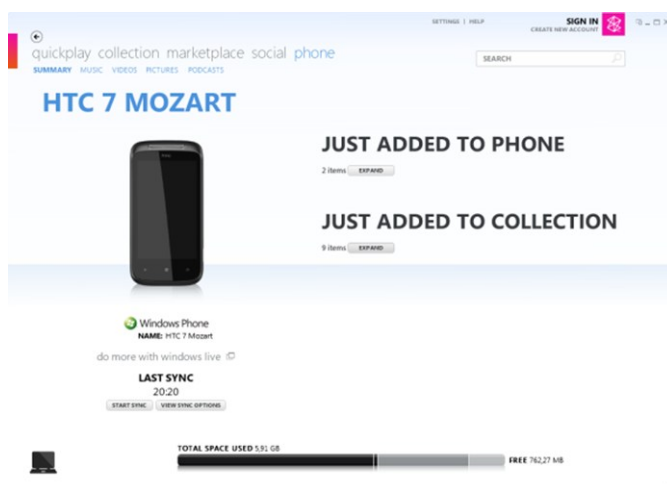 SETTINGS | HELP
SIGN IN
CREATE NEW ACCOUNT
quickplay collection marketplace social phone
SUMMARY MUSIC VIDEOS PICTURES PODCASTS
SEARCH
HTC 7 MOZART
JUST ADDED TO PHONE
2 items EXPAND
JUST ADDED TO COLLECTION
9 items EXPAND
Windows Phone
NAME: HTC 7 Mozart
do more with windows live
LAST SYNC
20:20
START SYNC VIEW SYNC OPTIONS
TOTAL SPACE USED 5,91 GB
FREE 762,27 MB